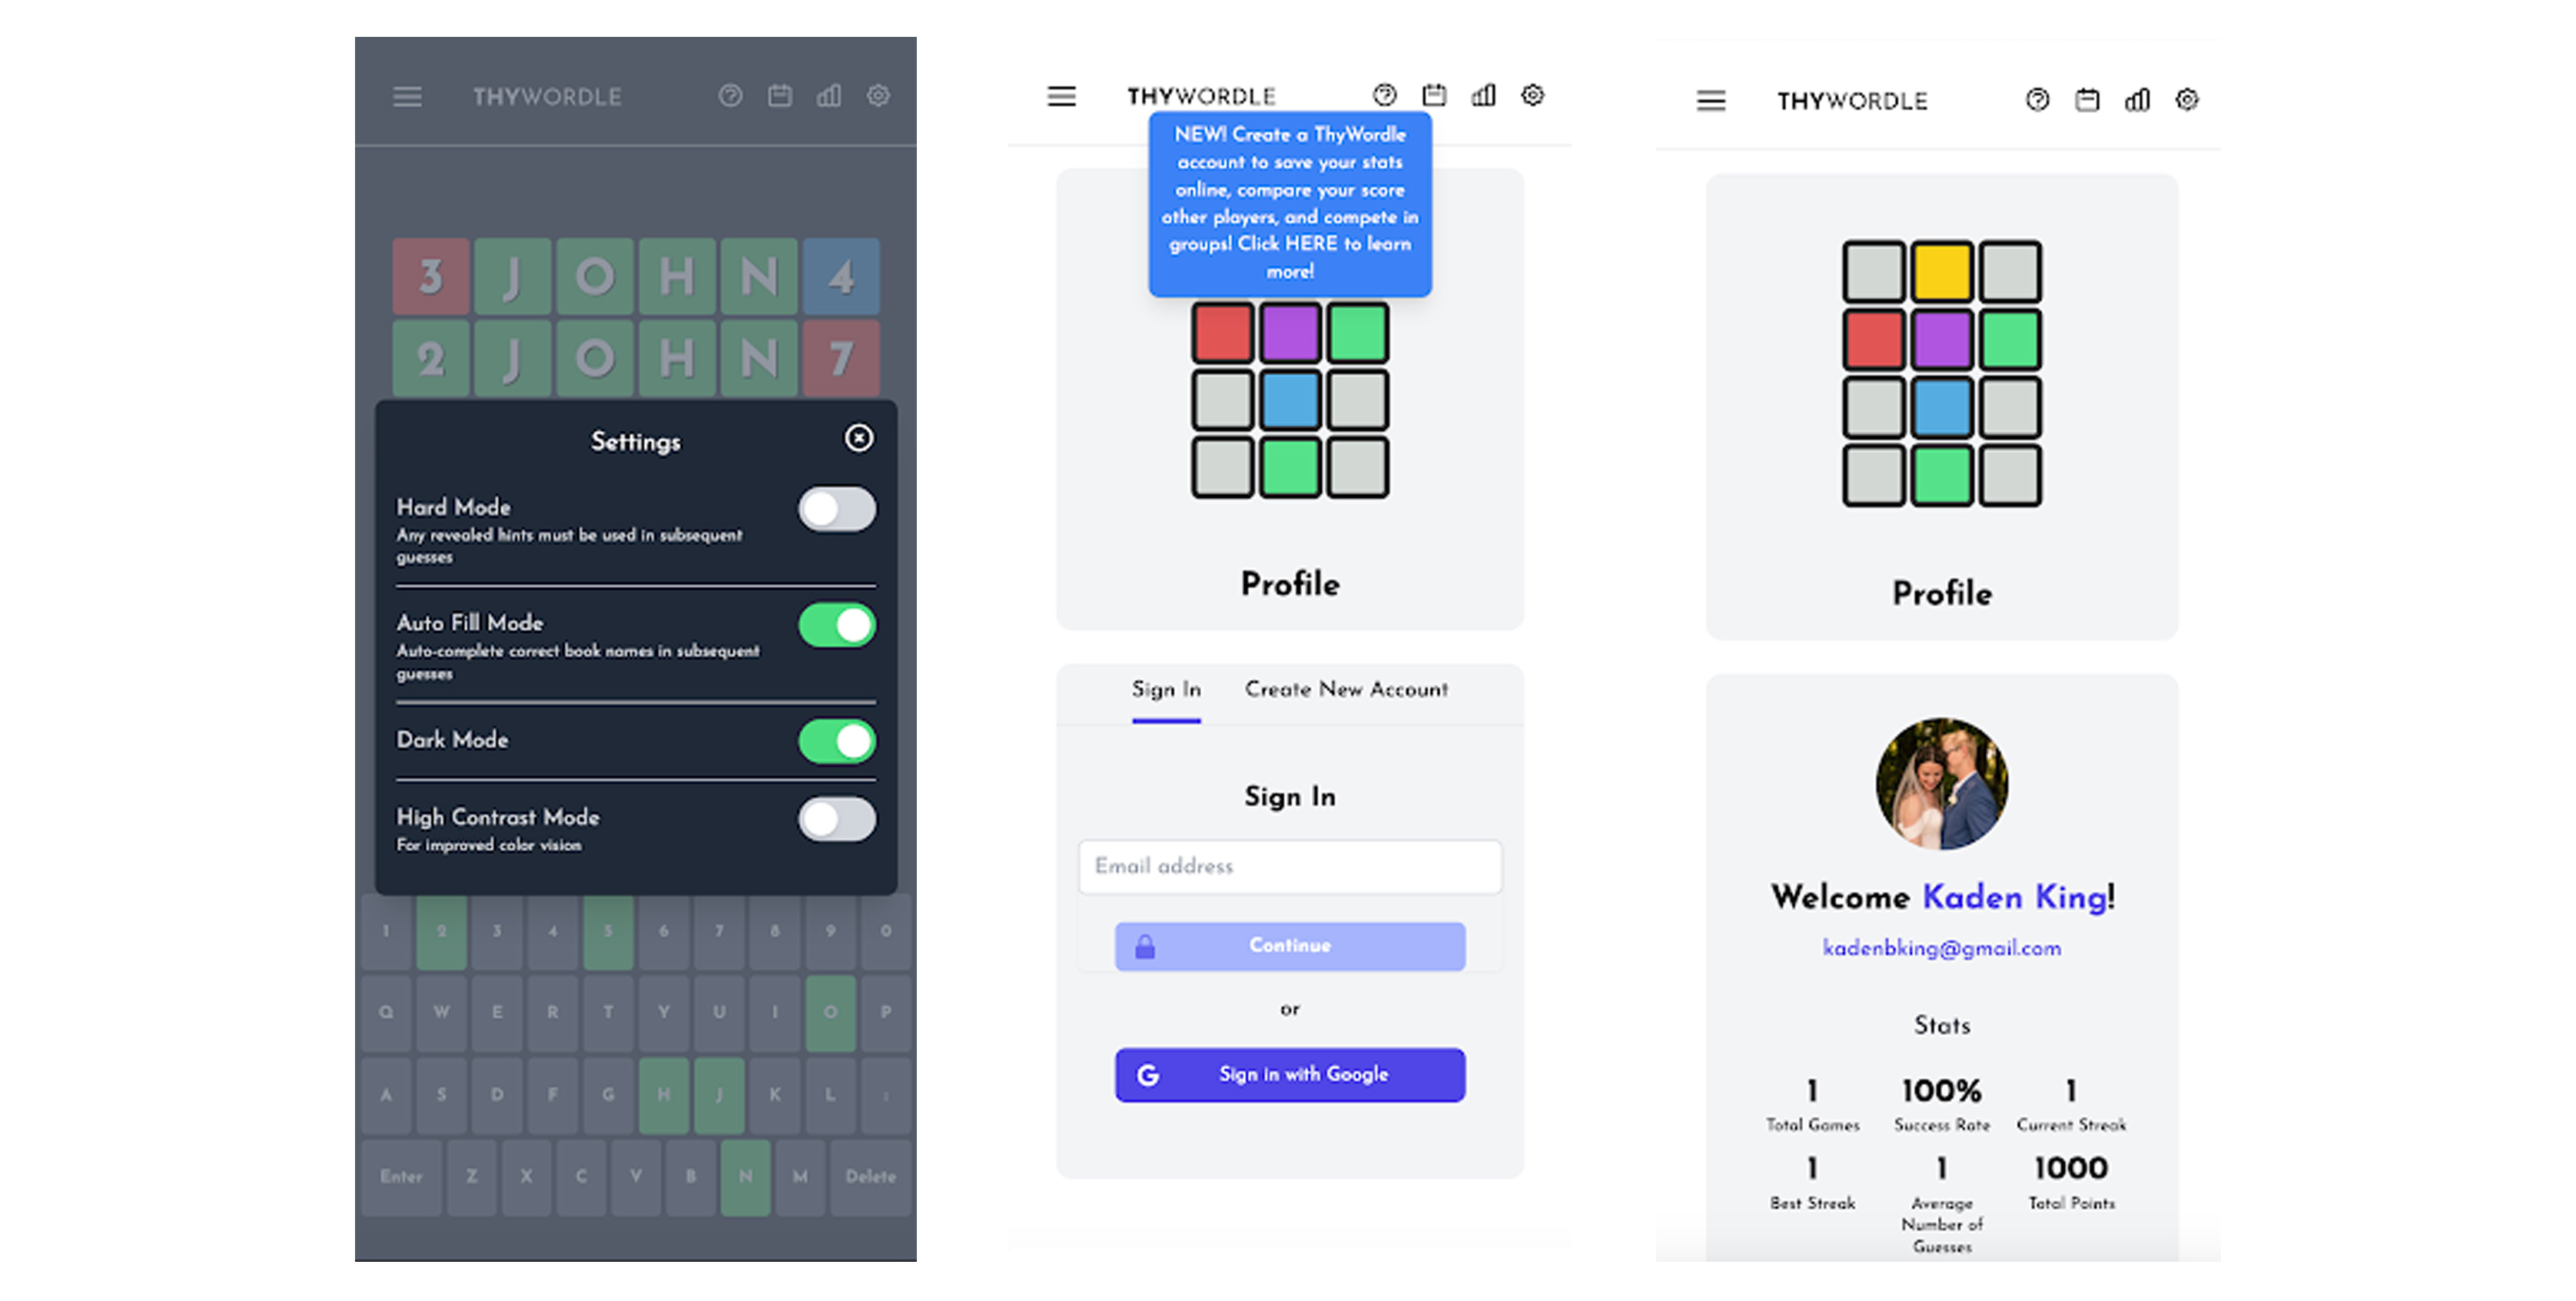 THYWORDLE
3 J O H N 4
2 J O H N 7
Settings
Hard Mode
Any revealed hints must be used in subsequent
guesses
Auto Fill Mode
Auto-complete correct book names in subsequent
guesses
Dark Mode
High Contrast Mode
For improved color vision
1 2 3 4 5 6 7 8 9 0
Q W E R T Y U I O P
A S D F G H J K L :
Enter Z X C V B N M Delete
THYWORDLE
NEW! Create a ThyWordle
account to save your stats
online, compare your score
other players, and compete in
groups! Click HERE to learn
more!
Profile
Sign In Create New Account
Sign In
Email address
Continue
or
G Sign in with Google
THYWORDLE
Profile
Welcome Kaden King!
kadenbking@gmail.com
Stats
1 100% 1
Total Games Success Rate Current Streak
1 1 1000
Best Streak Average Total Points
Number of
Guesses